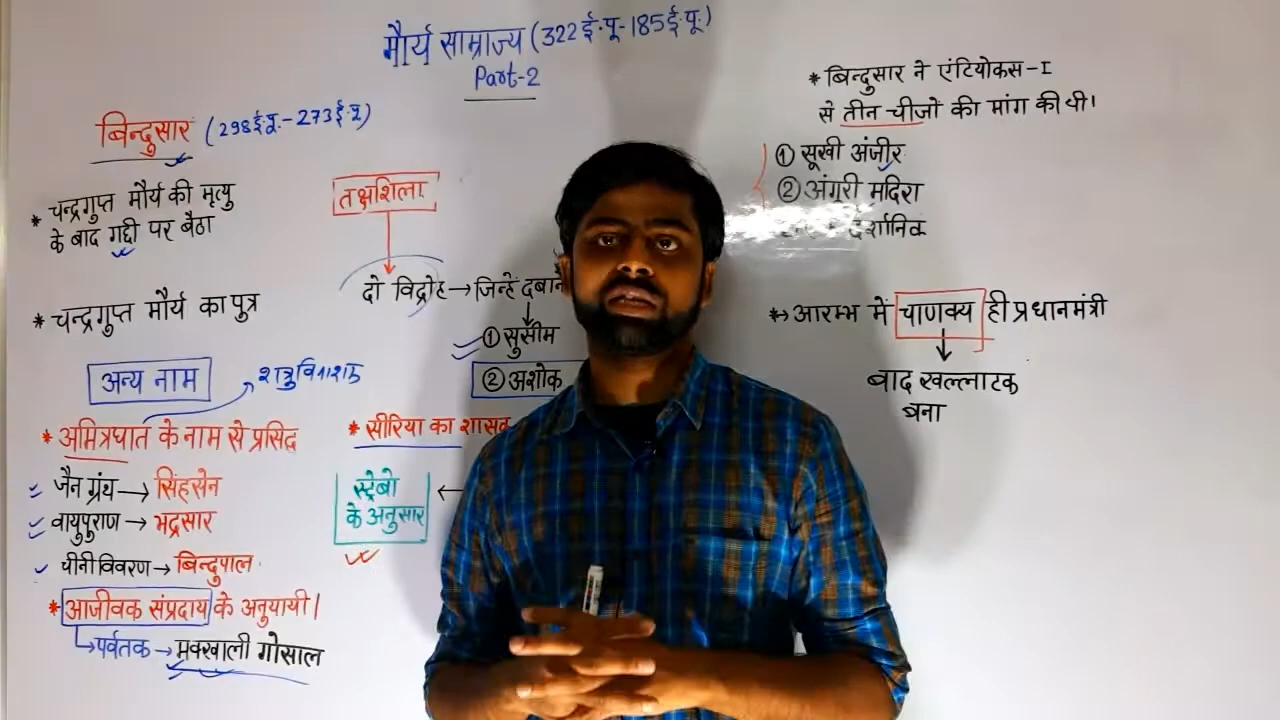 मौर्य साम्राज्य (322 ई.पू.-185 ई.पू.)
Part-2
बिन्दुसार (298 ई.पू.-273 ई.पू)
* चन्द्रगुप्त मौर्य की मृत्यु
के बाद गद्दी पर बैठा
* चन्द्रगुप्त मौर्य का पुत्र
अन्य नाम
शत्रुविनाशक
* अमित्रघात के नाम से प्रसिद्ध
जैन ग्रंथ → सिंहसेन
वायुपुराण → भद्रसार
चीनी विवरण → बिन्दुपाल
* आजीवक संप्रदाय के अनुयायी।
पर्वतक → मक्खाली गोसाल
तक्षशिला
दो विद्रोह → जिन्हें दबाने
① सुसीम
② अशोक
* सीरिया का शासक
स्ट्रेबो ←
के अनुसार
* बिन्दुसार ने एंटियोकस-I
से तीन चीजो की मांग की थी।
① सूखी अंजीर
② अंगूरी मदिरा
दार्शनिक
*→ आरम्भ में चाणक्य ही प्रधानमंत्री
बाद खल्लाटक
बना